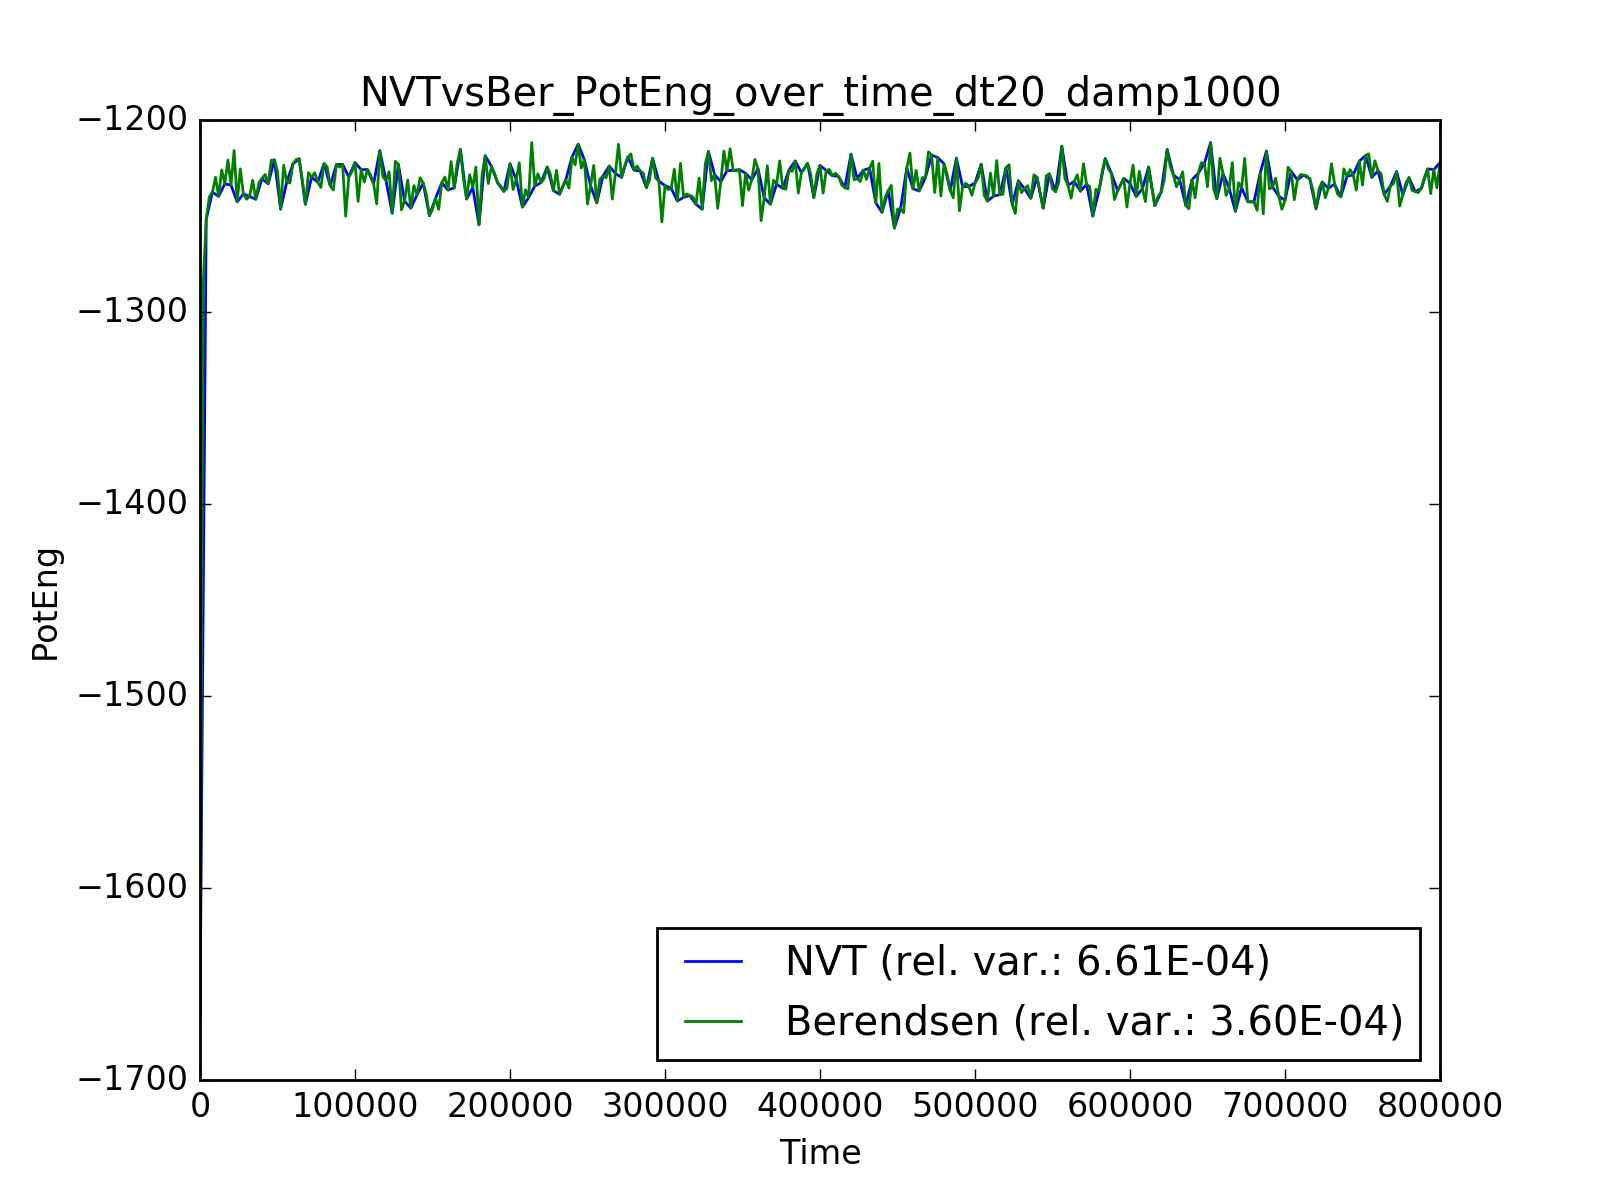 NVTvsBer_PotEng_over_time_dt20_damp1000
−1200
−1300
−1400
−1500
−1600
−1700
PotEng
NVT (rel. var.: 6.61E-04)
Berendsen (rel. var.: 3.60E-04)
0 100000 200000 300000 400000 500000 600000 700000 800000
Time